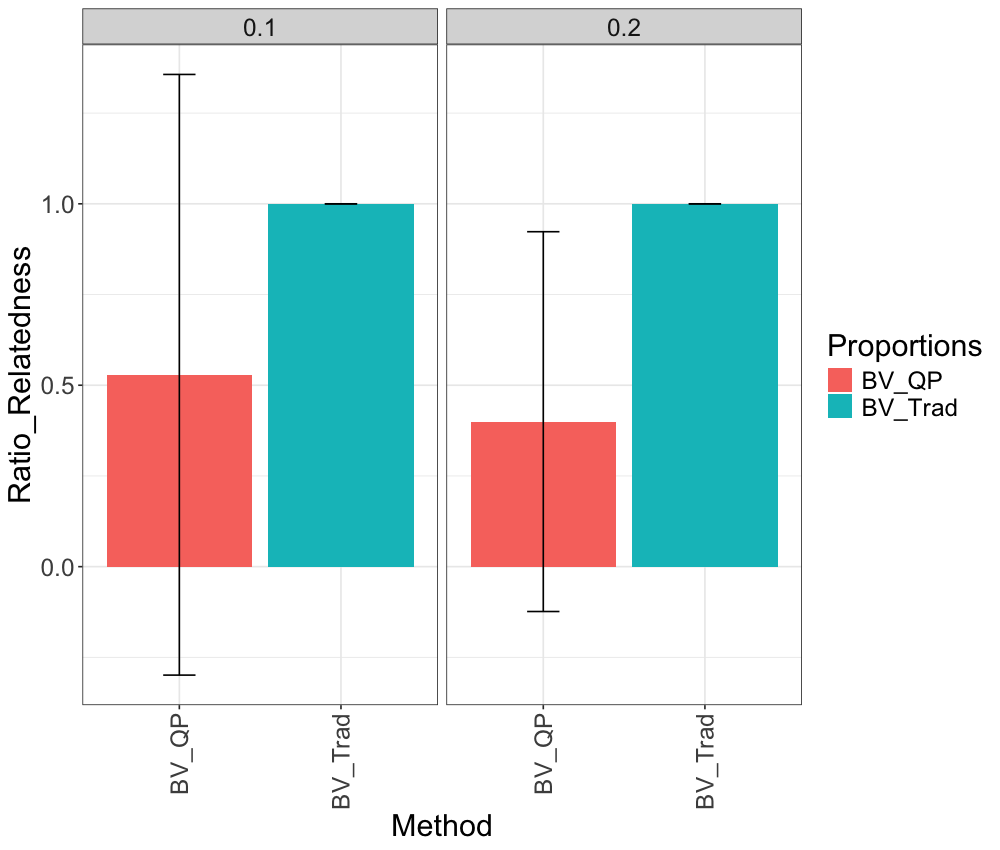 0.1
0.2
Ratio_Relatedness
1.0
0.5
0.0
BV_QP
BV_Trad
BV_QP
BV_Trad
Method
Proportions
BV_QP
BV_Trad